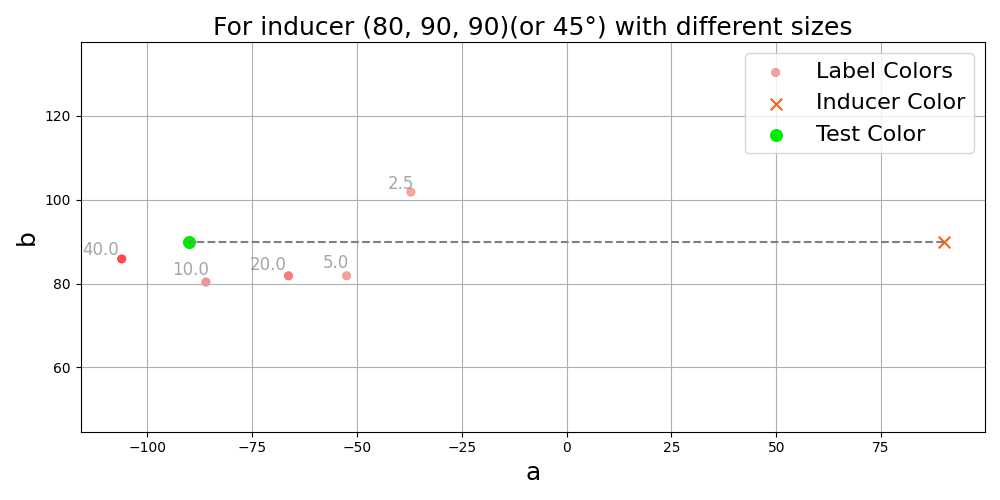 For inducer (80, 90, 90)(or 45°) with different sizes
Label Colors
Inducer Color
Test Color
120
100
80
60
b
2.5
40.0
10.0
20.0
5.0
−100
−75
−50
−25
0
25
50
75
a